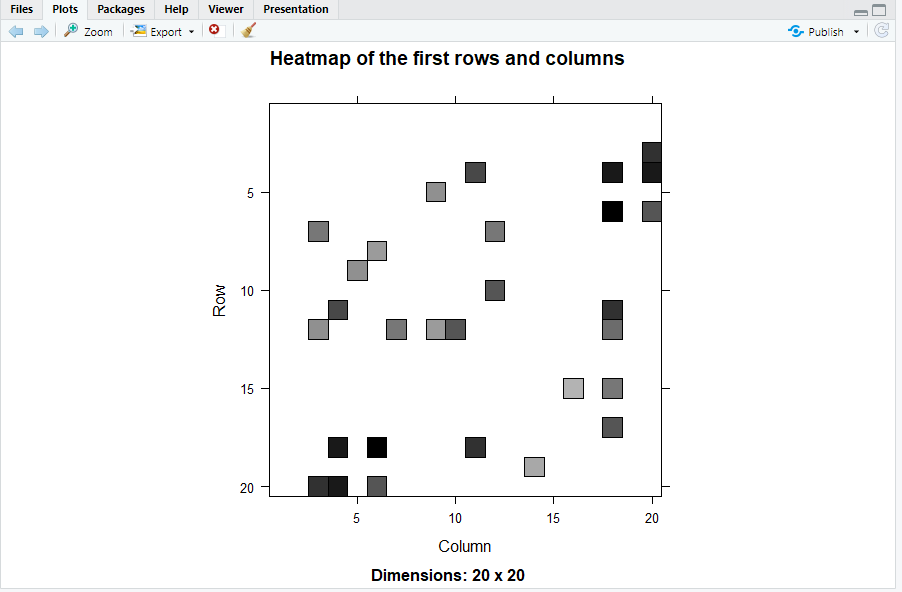 Files Plots Packages Help Viewer Presentation
Zoom Export Publish
Heatmap of the first rows and columns
5
10
15
20
Row
5 10 15 20
Column
Dimensions: 20 x 20